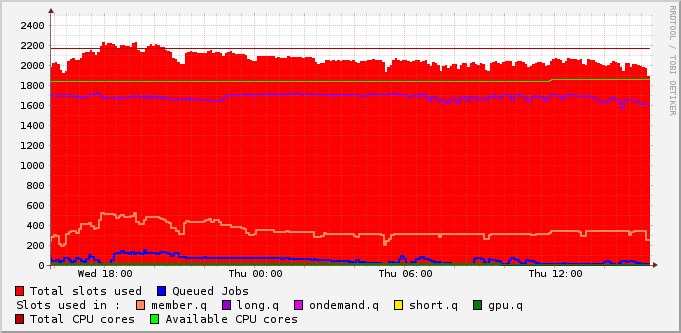 2400
2200
2000
1800
1600
1400
1200
1000
800
600
400
200
0
Wed 18:00 Thu 00:00 Thu 06:00 Thu 12:00
Total slots used Queued Jobs
Slots used in : member.q long.q ondemand.q short.q gpu.q
Total CPU cores Available CPU cores
RRDTOOL / TOBI OETIKER